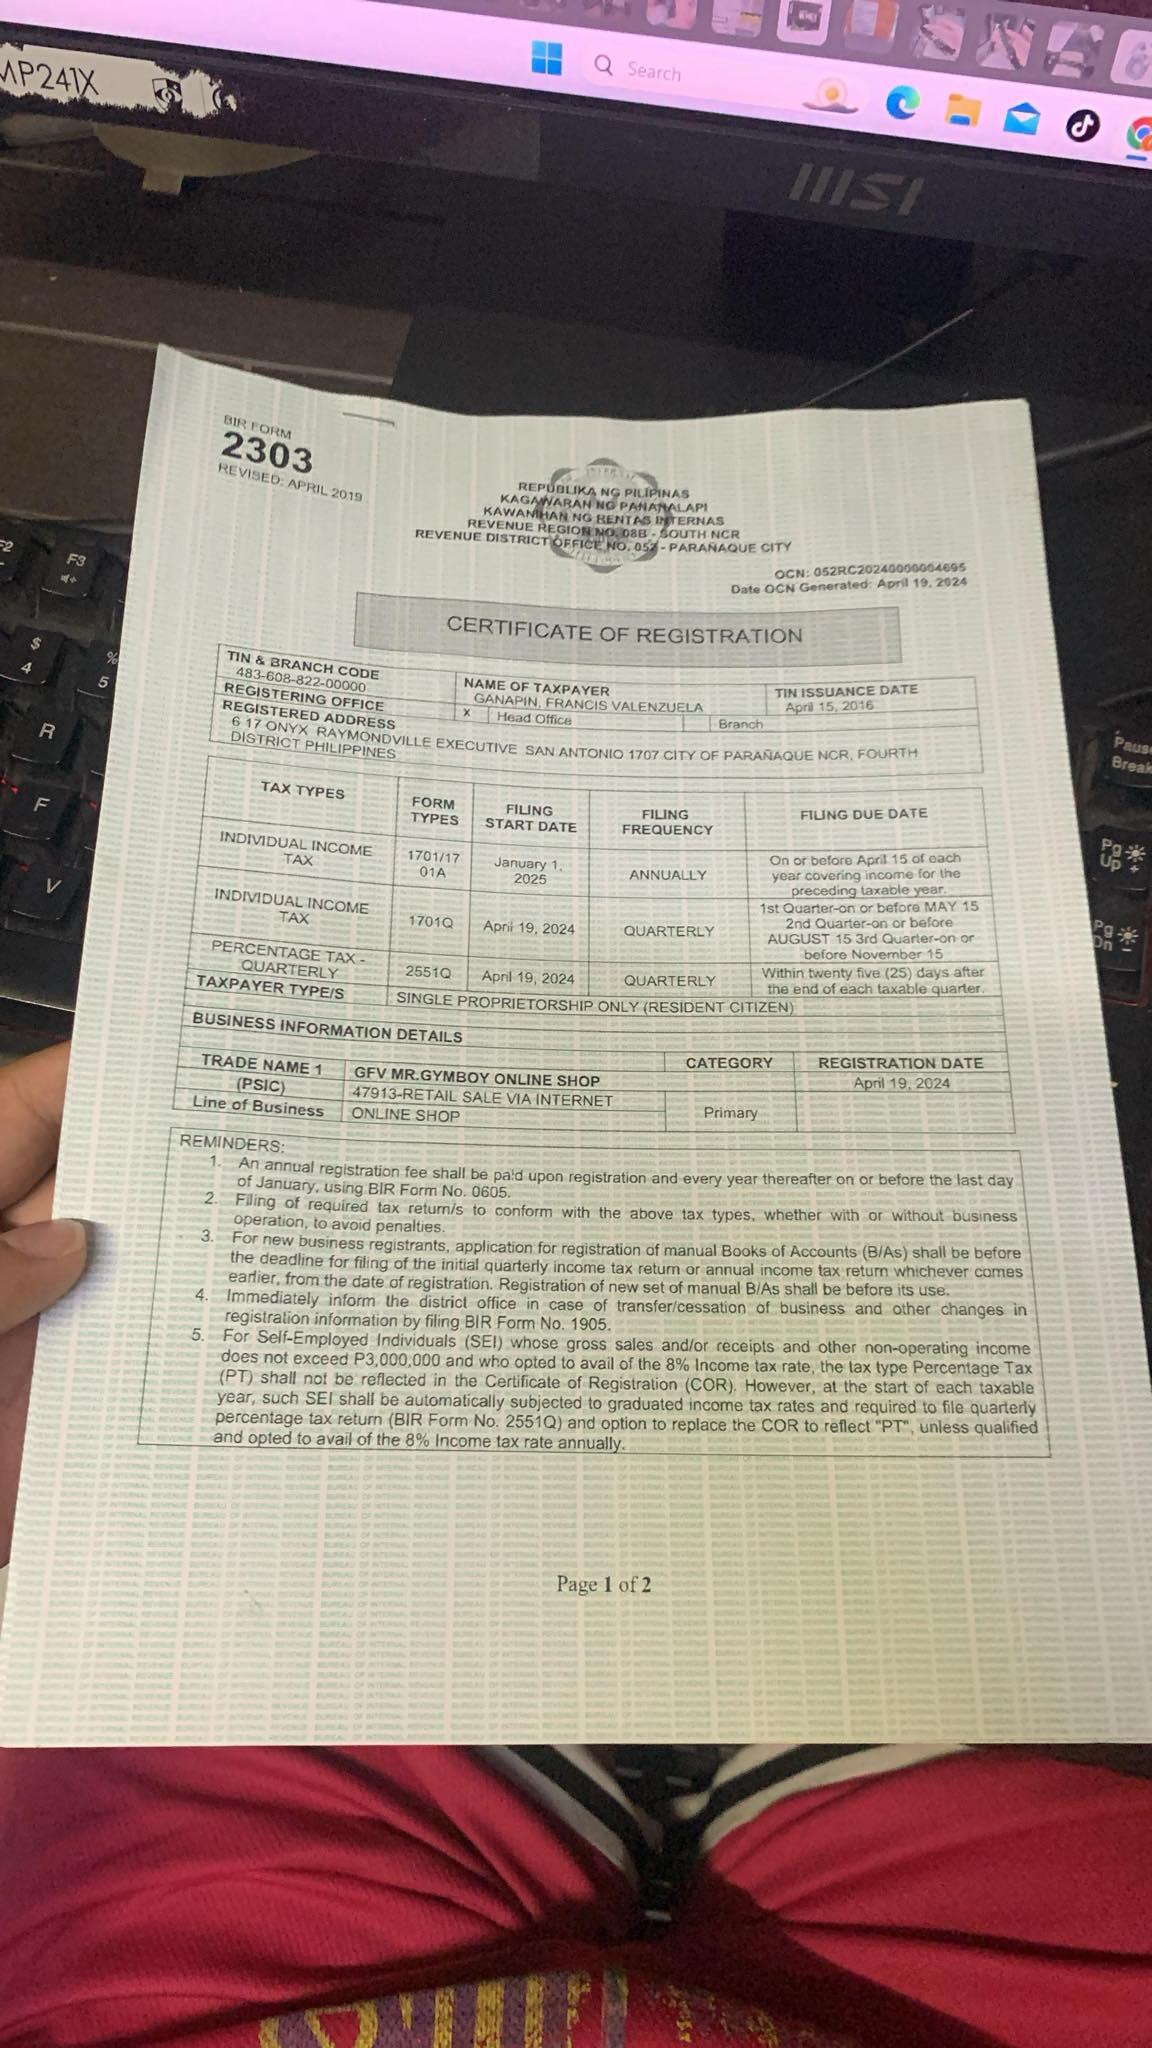 MP241X
Search
msi
F2
F3
$
4
%
5
R
F
V
Pause
Break
Pg
Up
+
Pg
Dn
-
BIR FORM
2303
REVISED: APRIL 2019
REPUBLIKA NG PILIPINAS
KAGAWARAN NG PANANALAPI
KAWANIHAN NG RENTAS INTERNAS
REVENUE REGION NO. 08B - SOUTH NCR
REVENUE DISTRICT OFFICE NO. 052 - PARAÑAQUE CITY
OCN: 052RC20240000004695
Date OCN Generated: April 19, 2024
CERTIFICATE OF REGISTRATION
TIN & BRANCH CODE
483-608-822-00000
NAME OF TAXPAYER
GANAPIN, FRANCIS VALENZUELA
TIN ISSUANCE DATE
April 15, 2016
REGISTERING OFFICE
X Head Office
Branch
REGISTERED ADDRESS
6 17 ONYX RAYMONDVILLE EXECUTIVE SAN ANTONIO 1707 CITY OF PARAÑAQUE NCR, FOURTH
DISTRICT PHILIPPINES
TAX TYPES
FORM
TYPES
FILING
START DATE
FILING
FREQUENCY
FILING DUE DATE
INDIVIDUAL INCOME
TAX
1701/17
01A
January 1,
2025
ANNUALLY
On or before April 15 of each
year covering income for the
preceding taxable year.
INDIVIDUAL INCOME
TAX
1701Q
April 19, 2024
QUARTERLY
1st Quarter-on or before MAY 15
2nd Quarter-on or before
AUGUST 15 3rd Quarter-on or
before November 15
PERCENTAGE TAX -
QUARTERLY
2551Q
April 19, 2024
QUARTERLY
Within twenty five (25) days after
the end of each taxable quarter.
TAXPAYER TYPE/S
SINGLE PROPRIETORSHIP ONLY (RESIDENT CITIZEN)
BUSINESS INFORMATION DETAILS
TRADE NAME 1
GFV MR.GYMBOY ONLINE SHOP
CATEGORY
REGISTRATION DATE
(PSIC)
47913-RETAIL SALE VIA INTERNET
April 19, 2024
Line of Business
ONLINE SHOP
Primary
REMINDERS:
1. An annual registration fee shall be paid upon registration and every year thereafter on or before the last day
of January, using BIR Form No. 0605.
2. Filing of required tax return/s to conform with the above tax types, whether with or without business
operation, to avoid penalties.
3. For new business registrants, application for registration of manual Books of Accounts (B/As) shall be before
the deadline for filing of the initial quarterly income tax return or annual income tax return whichever comes
earlier, from the date of registration. Registration of new set of manual B/As shall be before its use.
4. Immediately inform the district office in case of transfer/cessation of business and other changes in
registration information by filing BIR Form No. 1905.
5. For Self-Employed Individuals (SEI) whose gross sales and/or receipts and other non-operating income
does not exceed P3,000,000 and who opted to avail of the 8% Income tax rate, the tax type Percentage Tax
(PT) shall not be reflected in the Certificate of Registration (COR). However, at the start of each taxable
year, such SEI shall be automatically subjected to graduated income tax rates and required to file quarterly
percentage tax return (BIR Form No. 2551Q) and option to replace the COR to reflect "PT", unless qualified
and opted to avail of the 8% Income tax rate annually.
Page 1 of 2